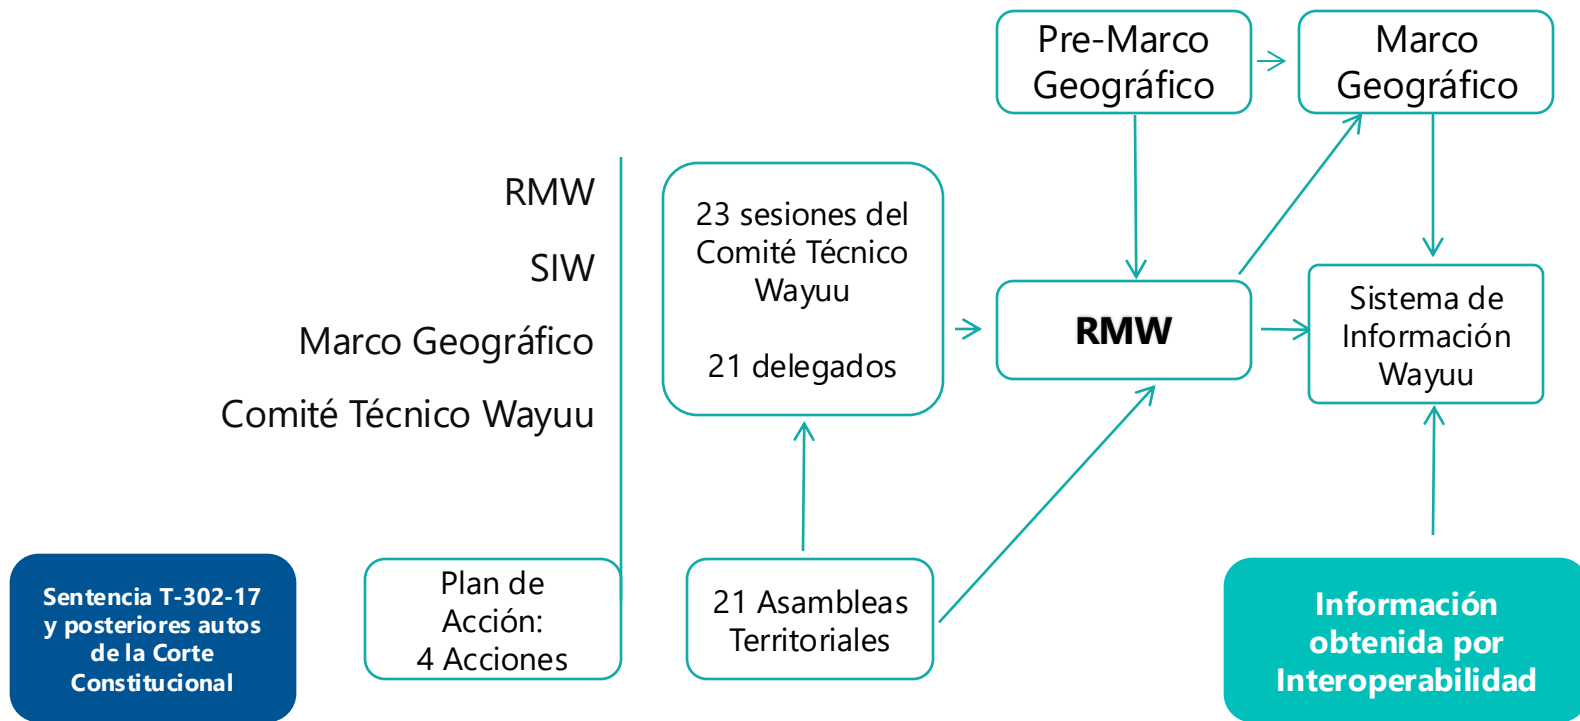 Pre-Marco
Geográfico
Marco
Geográfico
RMW
SIW
Marco Geográfico
Comité Técnico Wayuu
23 sesiones del
Comité Técnico
Wayuu
21 delegados
RMW
Sistema de
Información
Wayuu
Sentencia T-302-17
y posteriores autos
de la Corte
Constitucional
Plan de
Acción:
4 Acciones
21 Asambleas
Territoriales
Información
obtenida por
Interoperabilidad